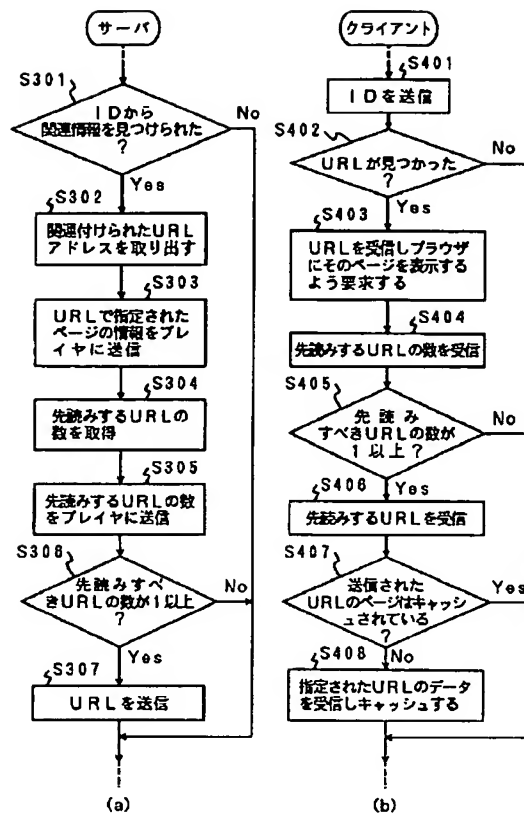 サーバ
S301
IDから
関連情報を見つけられた
?
No
Yes
S302
関連付けられたURL
アドレスを取り出す
S303
URLで指定された
ページの情報をプレイ
ヤに送信
S304
先読みするURLの
数を取得
S305
先読みするURLの数
をプレイヤに送信
S306
先読みすべ
きURLの数が1以上
?
No
Yes
S307
URLを送信
(a)
クライアント
S401
IDを送信
S402
URLが見つかった
?
No
Yes
S403
URLを受信しブラウザ
にそのページを表示する
よう要求する
S404
先読みするURLの数を受信
S405
先読み
すべきURLの数が
1以上?
No
Yes
S406
先読みするURLを受信
S407
送信された
URLのページはキャッシ
ュされている
?
Yes
No
S408
指定されたURLのデータ
を受信しキャッシュする
(b)